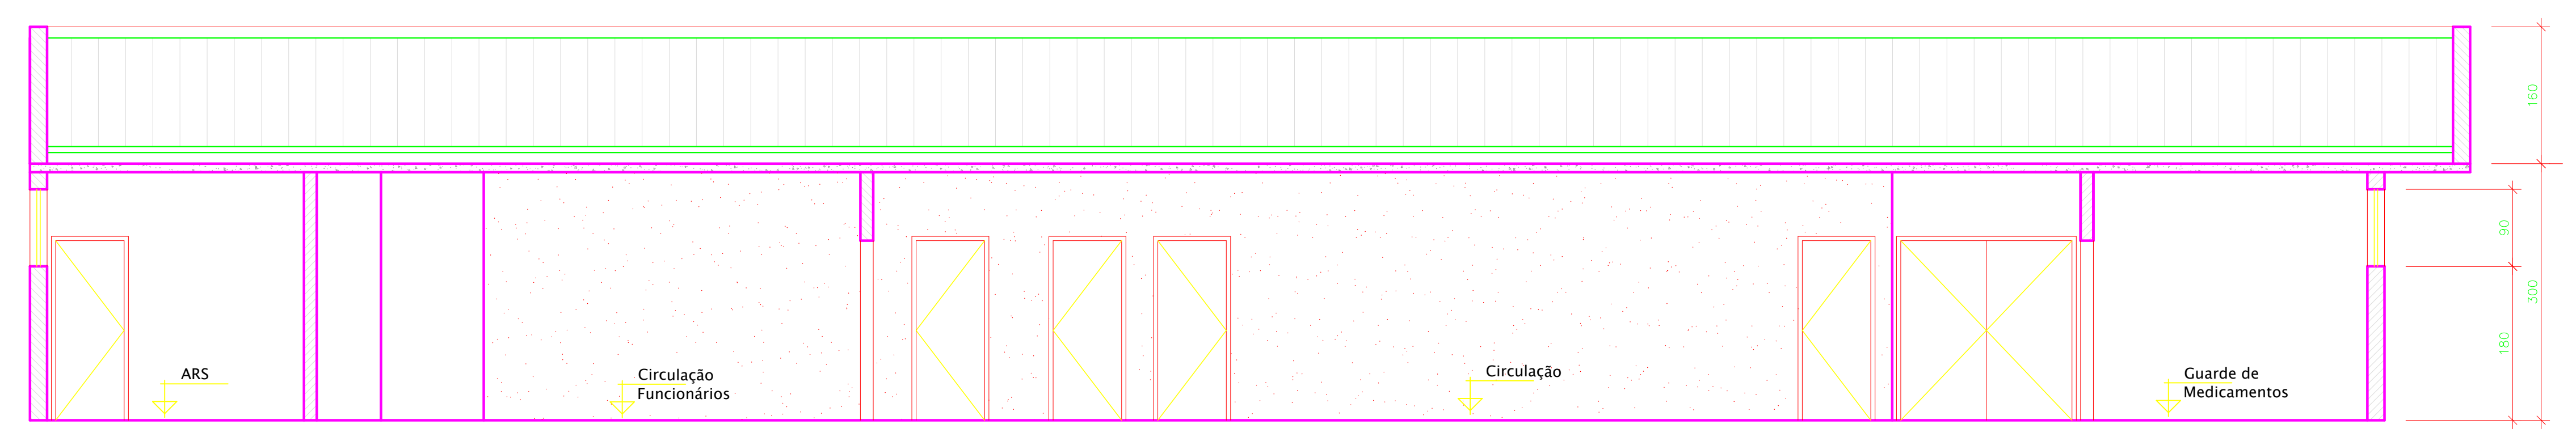 160
90
300
180
ARS
Circulação
Funcionários
Circulação
Guarde de
Medicamentos